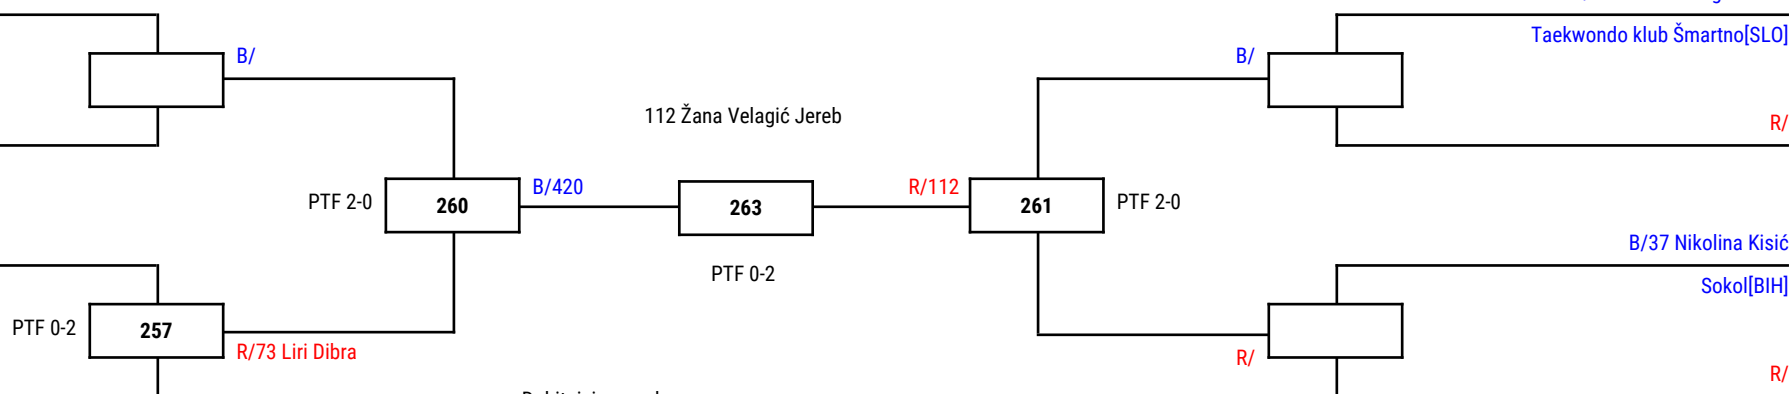 Taekwondo klub Šmartno[SLO]
B/
B/
112 Žana Velagić Jereb
R/
PTF 2-0
260
B/420
263
R/112
261
PTF 2-0
B/37 Nikolina Kisić
PTF 0-2
Sokol[BIH]
PTF 0-2
257
R/73 Liri Dibra
R/
R/